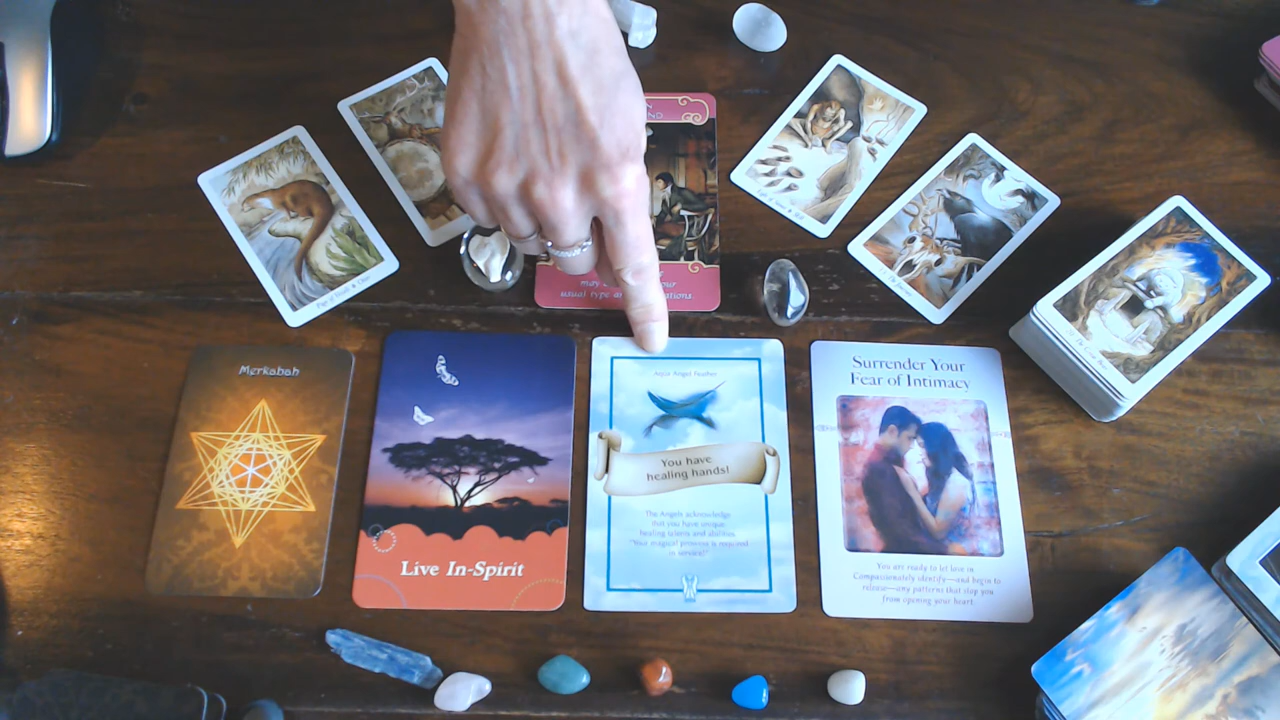 ND
may
our
usual type
Merkabah
Live In-Spirit
Aqua Angel Feather
You have
healing hands!
The Angels acknowledge
that you have unique
healing talents and abilities.
"Your magical presence is required
in service!"
Surrender Your
Fear of Intimacy
You are ready to let love in.
Compassionately identify—and begin to
release—any patterns that stop you
from opening your heart.